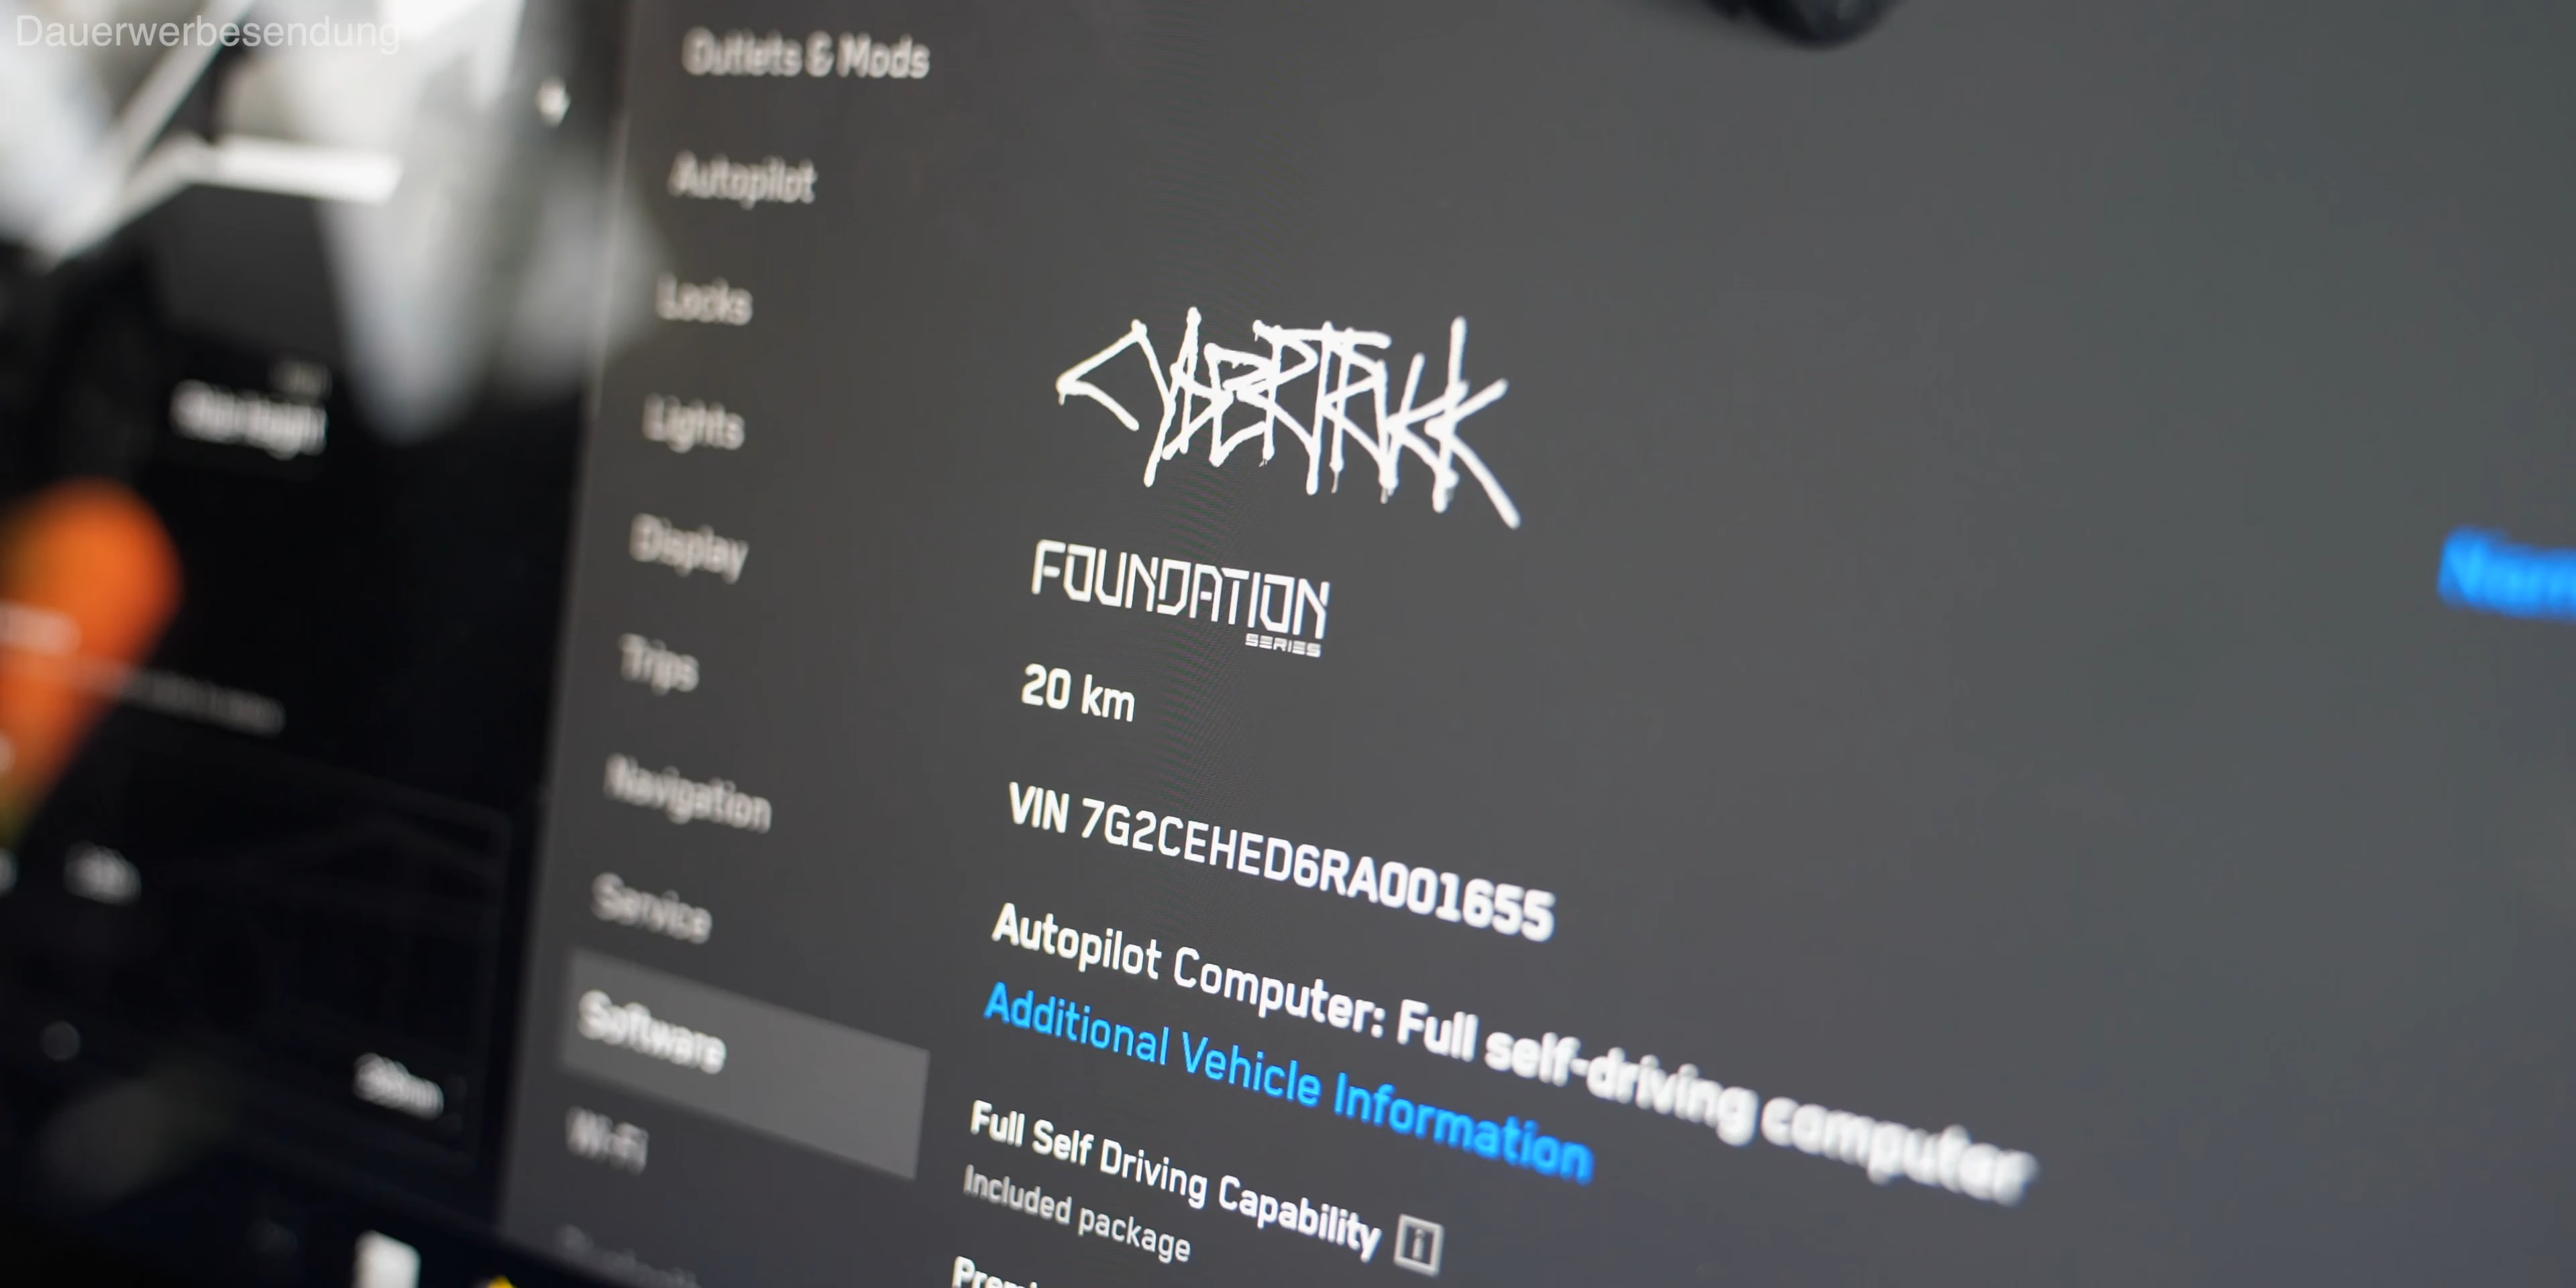 Dauerwerbesendung
Outlets & Mods
Autopilot
Locks
Lights
Display
Trips
Navigation
Service
Software
Wi-Fi
CYBERTRUCK
FOUNDATION
SERIES
20 km
VIN 7G2CEHED6RA001655
Autopilot Computer: Full self-driving computer
Additional Vehicle Information
Full Self Driving Capability
Included package